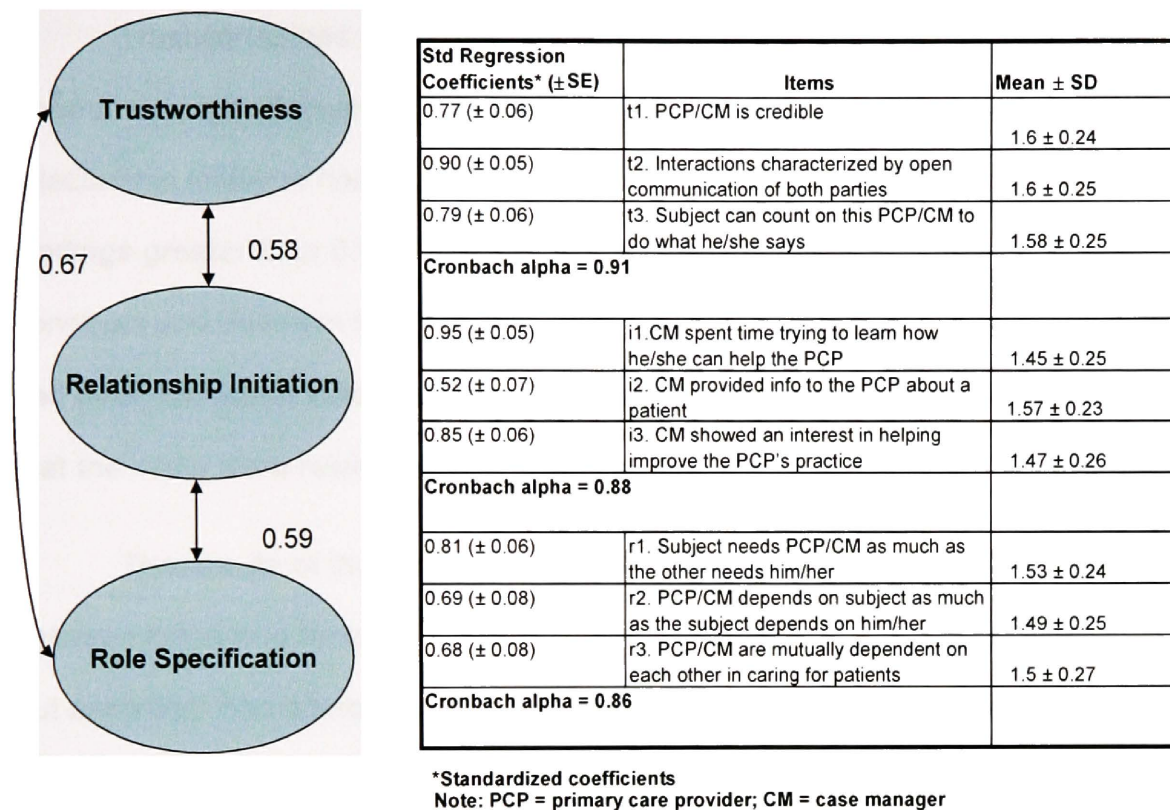 Trustworthiness
0.67
0.58
Relationship Initiation
0.59
Role Specification
Std Regression
Coefficients* (±SE)
Items
Mean ± SD
0.77 (± 0.06)
t1. PCP/CM is credible
1.6 ± 0.24
0.90 (± 0.05)
t2. Interactions characterized by open
communication of both parties
1.6 ± 0.25
0.79 (± 0.06)
t3. Subject can count on this PCP/CM to
do what he/she says
1.58 ± 0.25
Cronbach alpha = 0.91
0.95 (± 0.05)
i1.CM spent time trying to learn how
he/she can help the PCP
1.45 ± 0.25
0.52 (± 0.07)
i2. CM provided info to the PCP about a
patient
1.57 ± 0.23
0.85 (± 0.06)
i3. CM showed an interest in helping
improve the PCP's practice
1.47 ± 0.26
Cronbach alpha = 0.88
0.81 (± 0.06)
r1. Subject needs PCP/CM as much as
the other needs him/her
1.53 ± 0.24
0.69 (± 0.08)
r2. PCP/CM depends on subject as much
as the subject depends on him/her
1.49 ± 0.25
0.68 (± 0.08)
r3. PCP/CM are mutually dependent on
each other in caring for patients
1.5 ± 0.27
Cronbach alpha = 0.86
*Standardized coefficients
Note: PCP = primary care provider; CM = case manager